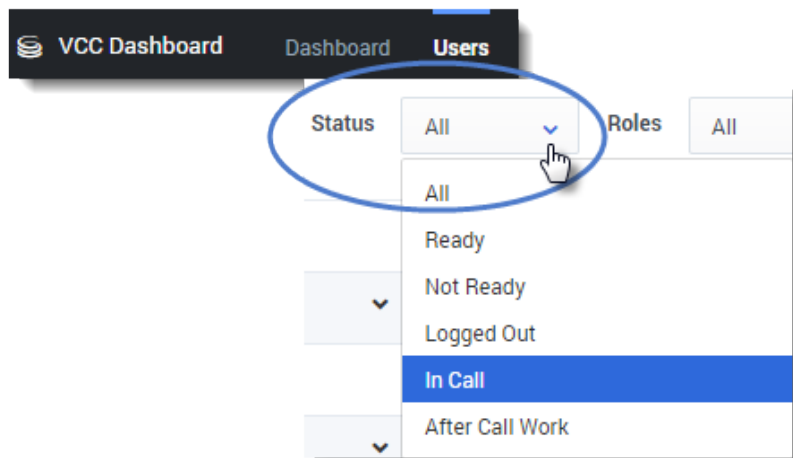 VCC Dashboard Dashboard Users
Status All Roles All
All
Ready
Not Ready
Logged Out
In Call
After Call Work